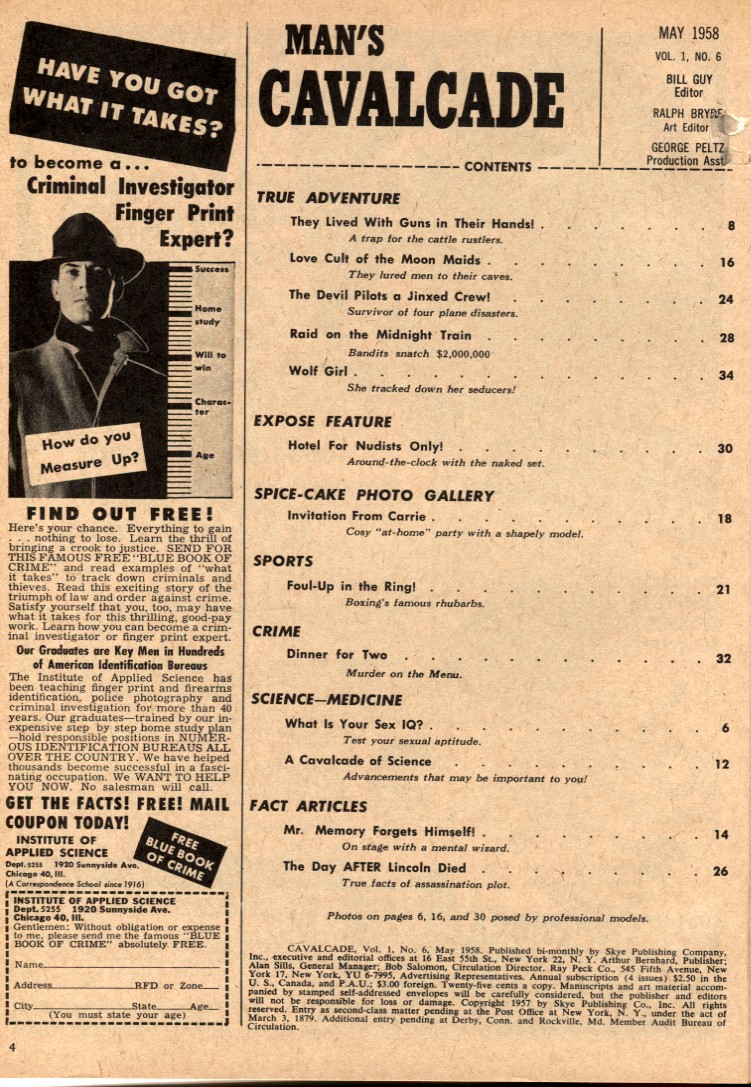 HAVE YOU GOT
WHAT IT TAKES?
to become a...
Criminal Investigator
Finger Print
Expert?
Success
Home
study
Will to
win
Charac-
ter
Age
How do you
Measure Up?
FIND OUT FREE!
Here's your chance. Everything to gain
. . . nothing to lose. Learn the thrill of
bringing a crook to justice. SEND FOR
THIS FAMOUS FREE "BLUE BOOK OF
CRIME" and read examples of "what
it takes" to track down criminals and
thieves. Read this exciting story of the
triumph of law and order against crime.
Satisfy yourself that you, too, may have
what it takes for this thrilling, good-pay
work. Learn how you can become a crim-
inal investigator or finger print expert.
Our Graduates are Key Men in Hundreds
of American Identification Bureaus
The Institute of Applied Science has
been teaching finger print and firearms
identification, police photography and
criminal investigation for more than 40
years. Our graduates—trained by our in-
expensive step by step home study plan
—hold responsible positions in NUMER-
OUS IDENTIFICATION BUREAUS ALL
OVER THE COUNTRY. We have helped
thousands become successful in a fasci-
nating occupation. We WANT TO HELP
YOU NOW. No salesman will call.
GET THE FACTS! FREE! MAIL
COUPON TODAY!
INSTITUTE OF
APPLIED SCIENCE
Dept. 5255 1920 Sunnyside Ave.
Chicago 40, Ill.
(A Correspondence School since 1916)
FREE
BLUE BOOK
OF CRIME
INSTITUTE OF APPLIED SCIENCE
Dept. 5255 1920 Sunnyside Ave.
Chicago 40, Ill.
Gentlemen: Without obligation or expense
to me, please send me the famous "BLUE
BOOK OF CRIME" absolutely FREE.
Name
Address RFD or Zone
City State Age
(You must state your age)
4
MAN'S
CAVALCADE
MAY 1958
VOL. 1, NO. 6
BILL GUY
Editor
RALPH BRYDE
Art Editor
GEORGE PELTZ
Production Asst
CONTENTS
TRUE ADVENTURE
They Lived With Guns in Their Hands! . . . . . . . 8
A trap for the cattle rustlers.
Love Cult of the Moon Maids . . . . . . . . . 16
They lured men to their caves.
The Devil Pilots a Jinxed Crew! . . . . . . . . 24
Survivor of four plane disasters.
Raid on the Midnight Train . . . . . . . . . 28
Bandits snatch $2,000,000
Wolf Girl . . . . . . . . . . . . . . 34
She tracked down her seducers!
EXPOSE FEATURE
Hotel For Nudists Only! . . . . . . . . . . 30
Around-the-clock with the naked set.
SPICE-CAKE PHOTO GALLERY
Invitation From Carrie . . . . . . . . . . . 18
Cosy "at-home" party with a shapely model.
SPORTS
Foul-Up in the Ring! . . . . . . . . . . . 21
Boxing's famous rhubarbs.
CRIME
Dinner for Two . . . . . . . . . . . . 32
Murder on the Menu.
SCIENCE—MEDICINE
What Is Your Sex IQ? . . . . . . . . . . . 6
Test your sexual aptitude.
A Cavalcade of Science . . . . . . . . . . 12
Advancements that may be important to you!
FACT ARTICLES
Mr. Memory Forgets Himself! . . . . . . . . . 14
On stage with a mental wizard.
The Day AFTER Lincoln Died . . . . . . . . . 26
True facts of assassination plot.
Photos on pages 6, 16, and 30 posed by professional models.
CAVALCADE, Vol. 1, No. 6, May 1958. Published bi-monthly by Skye Publishing Company,
Inc., executive and editorial offices at 16 East 55th St., New York 22, N. Y. Arthur Bernhard, Publisher;
Alan Sills, General Manager; Bob Salomon, Circulation Director. Ray Peck Co., 545 Fifth Avenue, New
York 17, New York, YU 6-7995, Advertising Representatives. Annual subscription (4 issues) $2.50 in the
U. S., Canada, and P.A.U.; $3.00 foreign. Twenty-five cents a copy. Manuscripts and art material accom-
panied by stamped self-addressed envelopes will be carefully considered, but the publisher and editors
will not be responsible for loss or damage. Copyright 1957 by Skye Publishing Co., Inc. All rights
reserved. Entry as second-class matter pending at the Post Office at New York, N. Y., under the act of
March 3, 1879. Additional entry pending at Derby, Conn. and Rockville, Md. Member Audit Bureau of
Circulation.